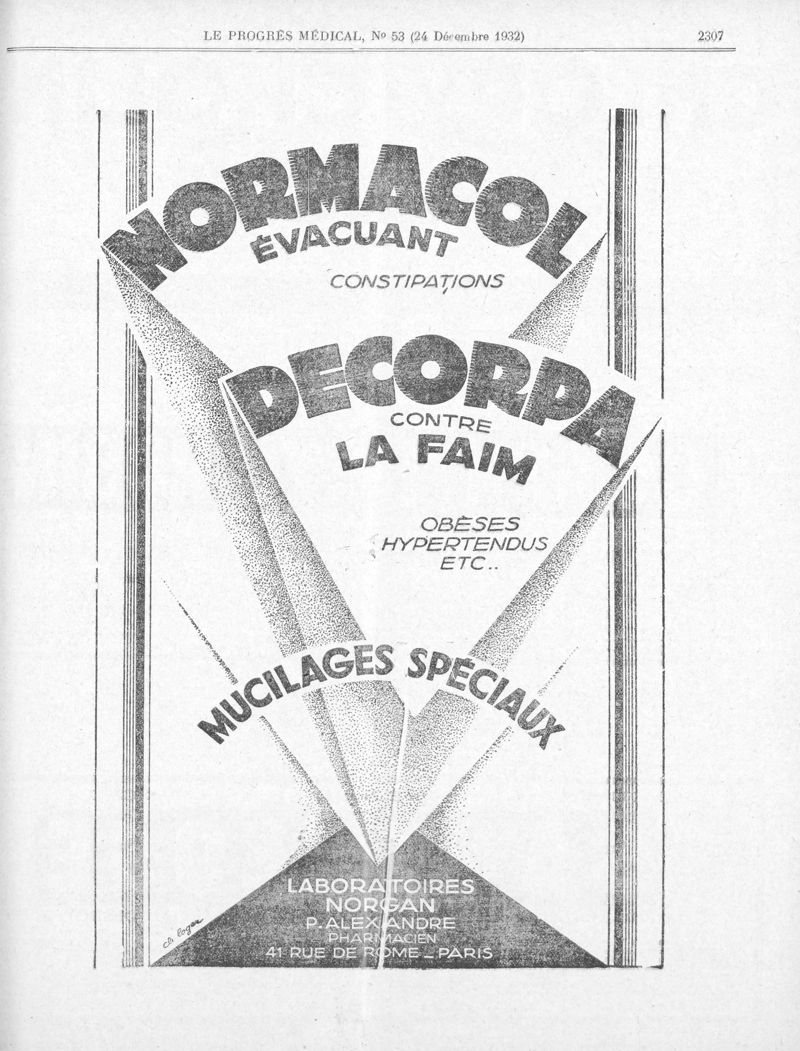 LE PROGRÈS MÉDICAL, Nº 53 (24 Décembre 1932)
2307
NORMACOL
ÉVACUANT
CONSTIPATIONS
DECORPA
CONTRE
LA FAIM
OBÈSES
HYPERTENDUS
ETC..
MUCILAGES SPÉCIAUX
LABORATOIRES
NORGAN
P. ALEXANDRE
PHARMACIEN
41 RUE DE ROME _ PARIS